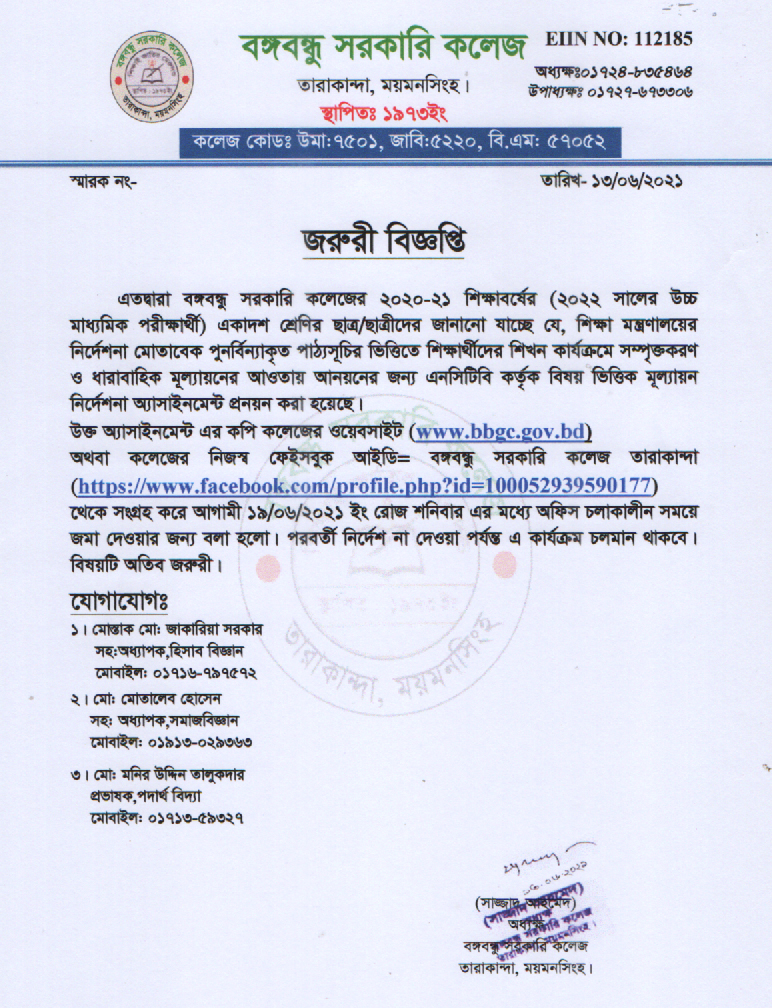 বঙ্গবন্ধু সরকারি কলেজ
EIIN NO: 112185
তারাকান্দা, ময়মনসিংহ।
অধ্যক্ষঃ০১৭২৪-৮৩৫৪৬৪
উপাধ্যক্ষঃ ০১৭২৭-৬৭৩৩০৬
স্থাপিতঃ ১৯৭৩ইং
কলেজ কোডঃ উমা:৭৫০১, জাবি:৫২২০, বি.এম: ৫৭০৫২
স্মারক নং-
তারিখ- ১৩/০৬/২০২১
জরুরী বিজ্ঞপ্তি
এতদ্বারা বঙ্গবন্ধু সরকারি কলেজের ২০২০-২১ শিক্ষাবর্ষের (২০২২ সালের উচ্চ
মাধ্যমিক পরীক্ষার্থী) একাদশ শ্রেণির ছাত্র/ছাত্রীদের জানানো যাচ্ছে যে, শিক্ষা মন্ত্রণালয়ের
নির্দেশনা মোতাবেক পুনর্বিন্যাকৃত পাঠ্যসূচির ভিত্তিতে শিক্ষার্থীদের শিখন কার্যক্রমে সম্পৃক্তকরণ
ও ধারাবাহিক মূল্যায়নের আওতায় আনয়নের জন্য এনসিটিবি কর্তৃক বিষয় ভিত্তিক মূল্যায়ন
নির্দেশনা অ্যাসাইনমেন্ট প্রনয়ন করা হয়েছে।
উক্ত অ্যাসাইনমেন্ট এর কপি কলেজের ওয়েবসাইট (www.bbgc.gov.bd)
অথবা কলেজের নিজস্ব ফেইসবুক আইডি= বঙ্গবন্ধু সরকারি কলেজ তারাকান্দা
(https://www.facebook.com/profile.php?id=100052939590177)
থেকে সংগ্রহ করে আগামী ১৯/০৬/২০২১ ইং রোজ শনিবার এর মধ্যে অফিস চলাকালীন সময়ে
জমা দেওয়ার জন্য বলা হলো। পরবর্তী নির্দেশ না দেওয়া পর্যন্ত এ কার্যক্রম চলমান থাকবে।
বিষয়টি অতিব জরুরী।
যোগাযোগঃ
১। মোস্তাক মো: জাকারিয়া সরকার
সহ:অধ্যাপক,হিসাব বিজ্ঞান
মোবাইল: ০১৭১৬-৭৯৭৫৭২
২। মো: মোতালেব হোসেন
সহ: অধ্যাপক,সমাজবিজ্ঞান
মোবাইল: ০১৯১৩-০২৯৩৬৩
৩। মো: মনির উদ্দিন তালুকদার
প্রভাষক,পদার্থ বিদ্যা
মোবাইল: ০১৭১৩-৫৯৩২৭
(সাজ্জাদ আহমেদ)
অধ্যক্ষ
বঙ্গবন্ধু সরকারি কলেজ
তারাকান্দা, ময়মনসিংহ।